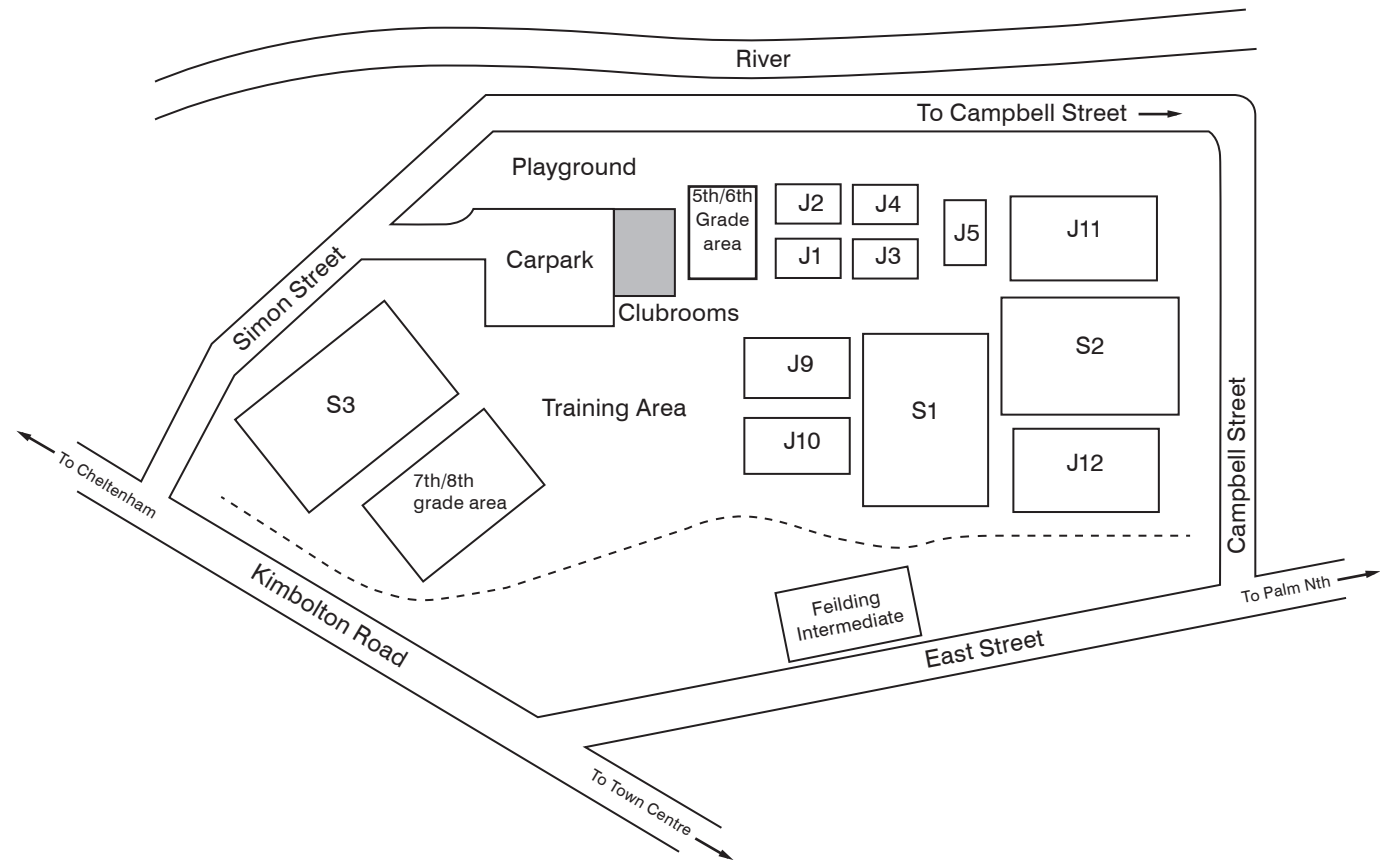 River
To Campbell Street
Playground
5th/6th
Grade
area
J2
J4
J5
J11
J1
J3
Carpark
Clubrooms
Simon Street
S3
Training Area
J9
J10
S1
S2
J12
7th/8th
grade area
Campbell Street
To Cheltenham
Kimbolton Road
Feilding
Intermediate
East Street
To Palm Nth
To Town Centre